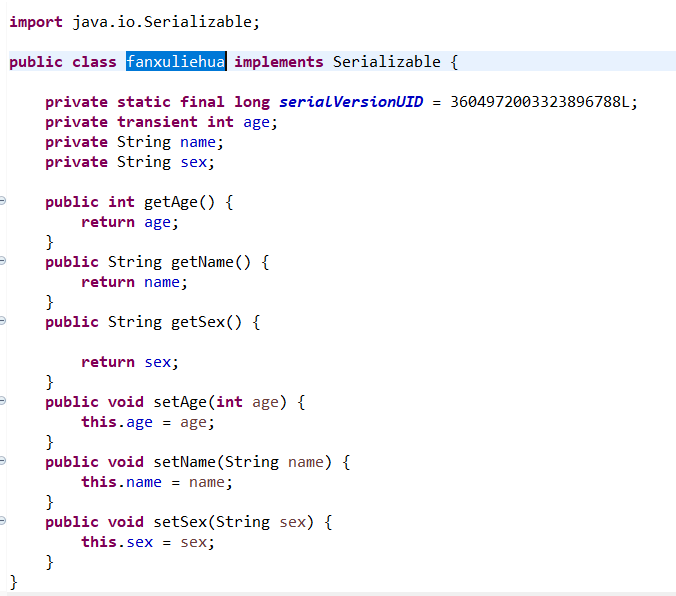 import java.io.Serializable;
public class fanxuliehua implements Serializable {
private static final long serialVersionUID = 3604972003323896788L;
private transient int age;
private String name;
private String sex;
public int getAge() {
return age;
}
public String getName() {
return name;
}
public String getSex() {
return sex;
}
public void setAge(int age) {
this.age = age;
}
public void setName(String name) {
this.name = name;
}
public void setSex(String sex) {
this.sex = sex;
}
}